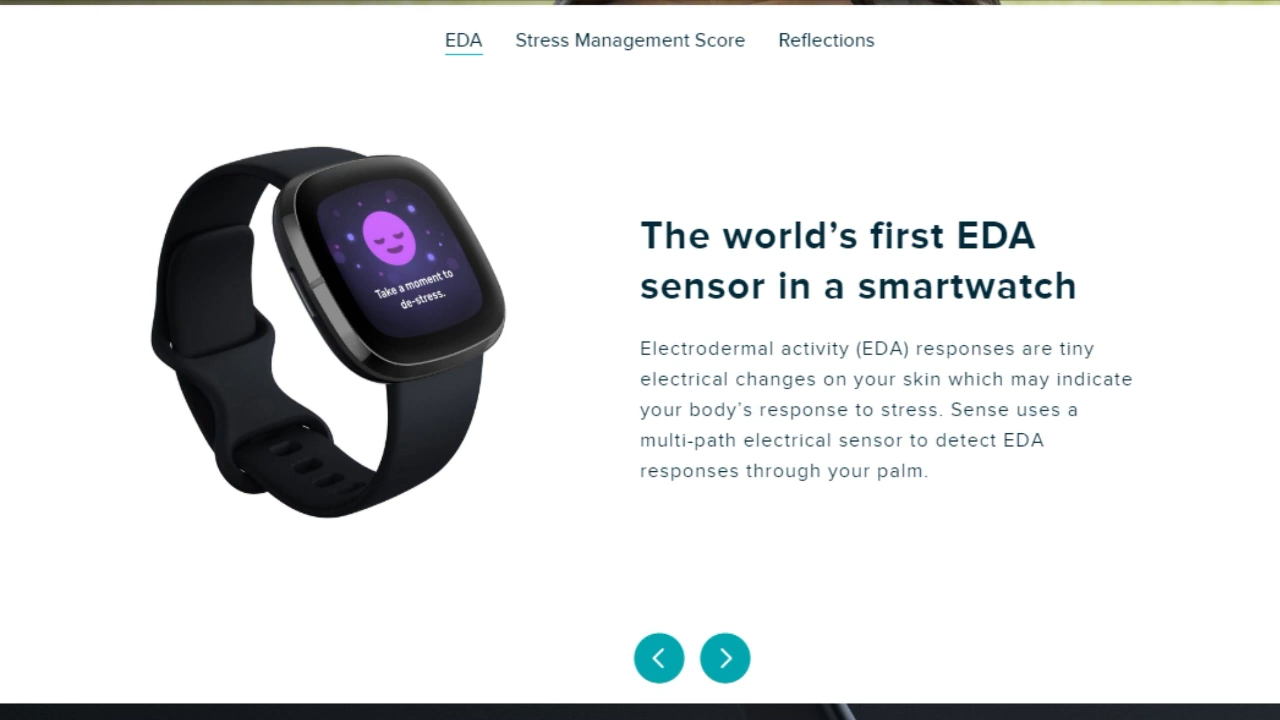 EDA Stress Management Score Reflections
Take a moment to
de-stress.
The world’s first EDA
sensor in a smartwatch
Electrodermal activity (EDA) responses are tiny
electrical changes on your skin which may indicate
your body’s response to stress. Sense uses a
multi-path electrical sensor to detect EDA
responses through your palm.